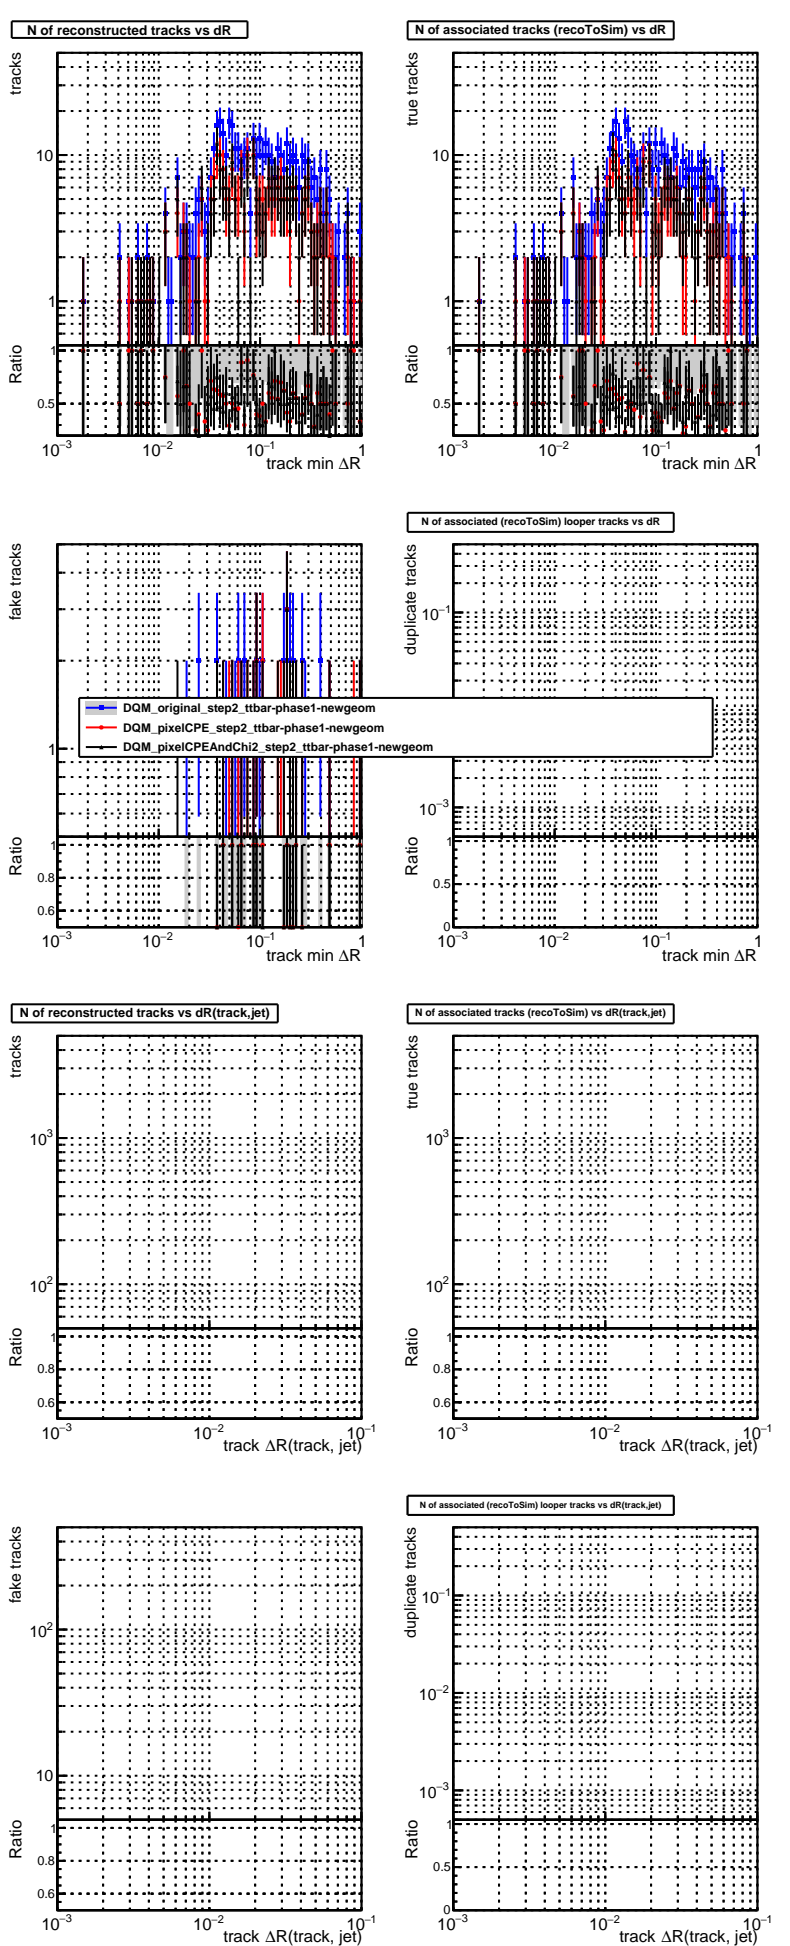 N of reconstructed tracks vs dR
tracks
10
1
Ratio
1
0.5
10−3
10−2
10−1
1
track min ΔR
N of associated tracks (recoToSim) vs dR
true tracks
10
1
Ratio
1
0.5
10−3
10−2
10−1
1
track min ΔR
fake tracks
1
Ratio
1
0.8
0.6
10−3
10−2
10−1
1
track min ΔR
N of associated (recoToSim) looper tracks vs dR
duplicate tracks
10−1
10−3
Ratio
1
0.5
0
10−3
10−2
10−1
1
track min ΔR
DQM_original_step2_ttbar-phase1-newgeom
DQM_pixelCPE_step2_ttbar-phase1-newgeom
DQM_pixelCPEAndChi2_step2_ttbar-phase1-newgeom
N of reconstructed tracks vs dR(track,jet)
tracks
103
102
Ratio
1
0.8
0.6
10−3
10−2
10−1
track ΔR(track, jet)
N of associated tracks (recoToSim) vs dR(track,jet)
true tracks
103
102
Ratio
1
0.8
0.6
10−3
10−2
10−1
track ΔR(track, jet)
fake tracks
102
10
Ratio
1
0.8
0.6
10−3
10−2
10−1
track ΔR(track, jet)
N of associated (recoToSim) looper tracks vs dR(track,jet)
duplicate tracks
10−1
10−2
10−3
Ratio
1
0.5
0
10−3
10−2
10−1
track ΔR(track, jet)